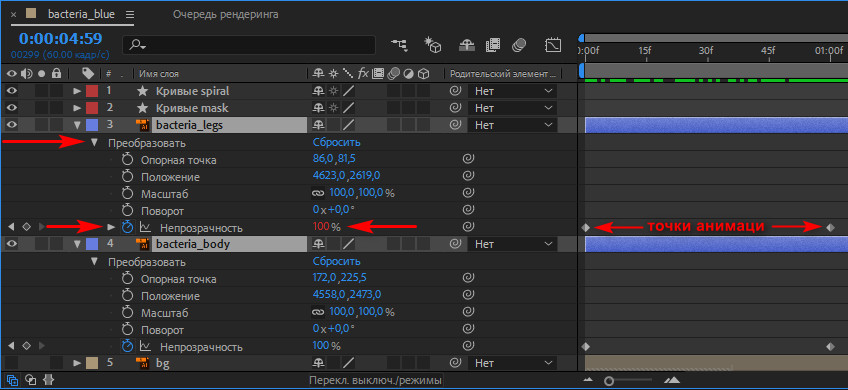 bacteria_blue Очередь рендеринга
0:00:04:59
00299 (60.00 кадр/с)
0:00f 15f 30f 45f 01:00f
# Имя слоя fx Родительский элемент ...
1 Кривые spiral Нет
2 Кривые mask Нет
3 bacteria_legs Нет
Преобразовать Сбросить
Опорная точка 86,0,81,5
Положение 4623,0,2619,0
Масштаб 100,0,100,0 %
Поворот 0x+0,0°
Непрозрачность 100 % точки анимаци
4 bacteria_body Нет
Преобразовать Сбросить
Опорная точка 172,0,225,5
Положение 4558,0,2473,0
Масштаб 100,0,100,0 %
Поворот 0x+0,0°
Непрозрачность 100 %
5 bg Нет
Перекл. выключ./режимы